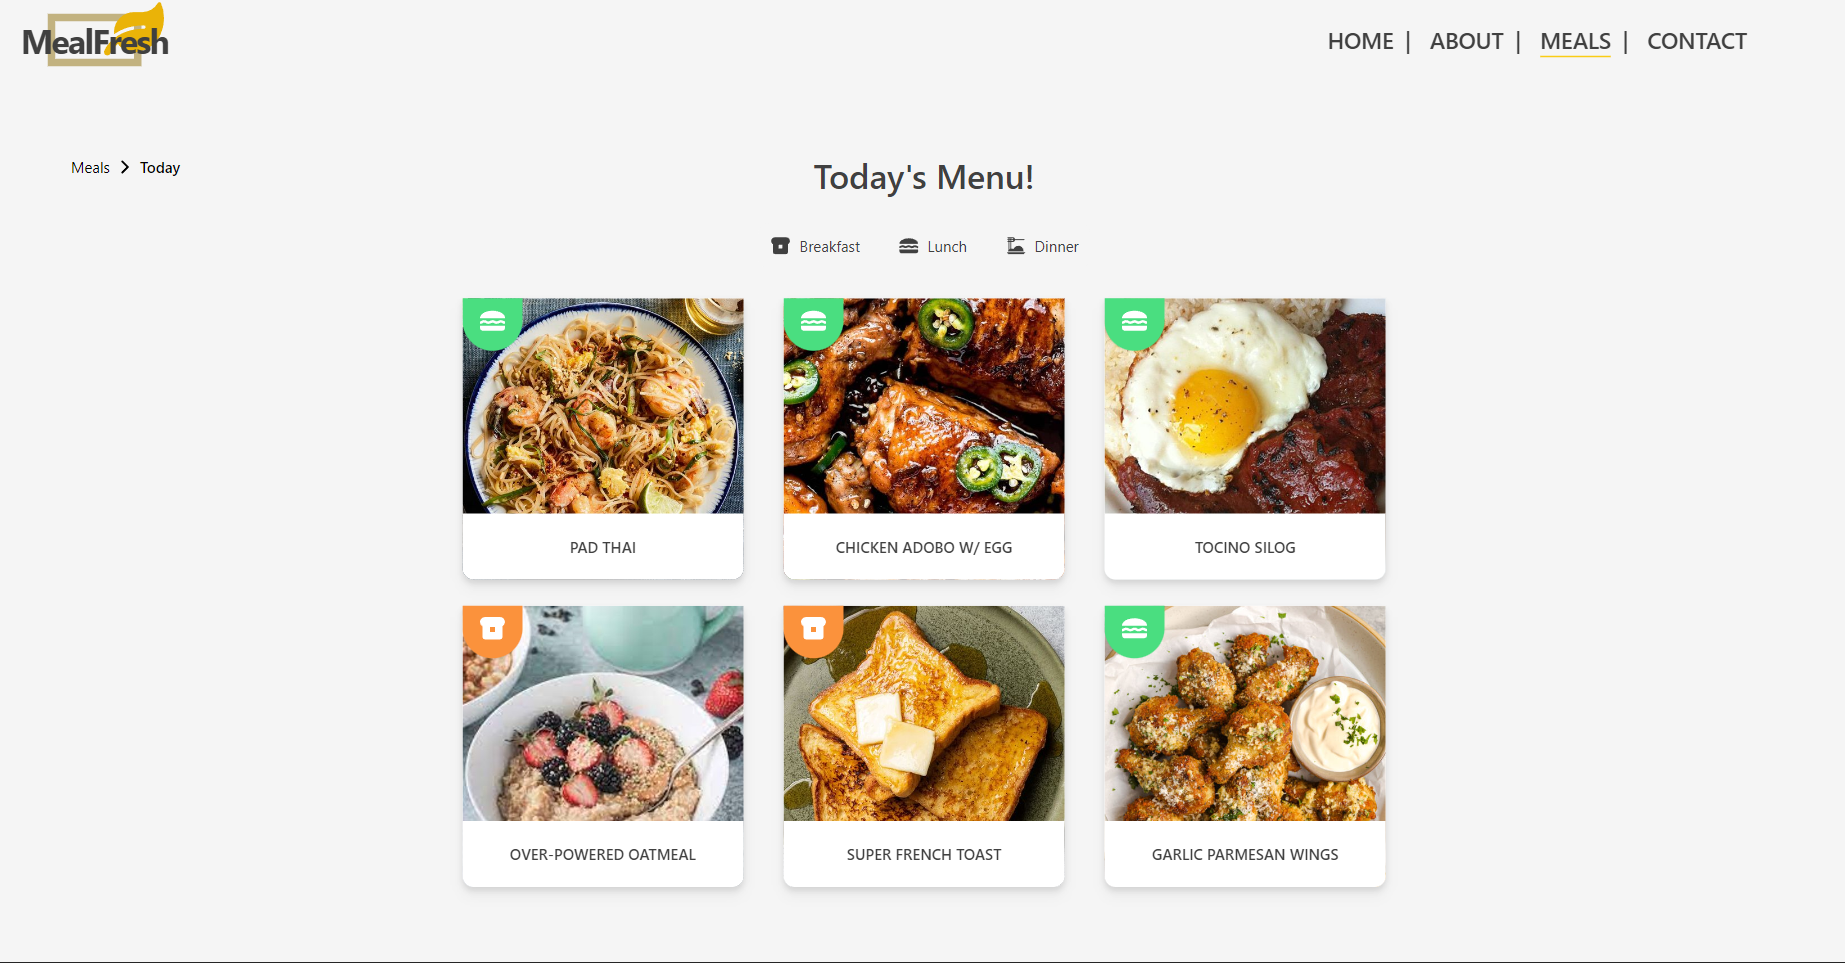 MealFresh
HOME | ABOUT | MEALS | CONTACT
Meals > Today
Today's Menu!
Breakfast Lunch Dinner
PAD THAI
CHICKEN ADOBO W/ EGG
TOCINO SILOG
OVER-POWERED OATMEAL
SUPER FRENCH TOAST
GARLIC PARMESAN WINGS